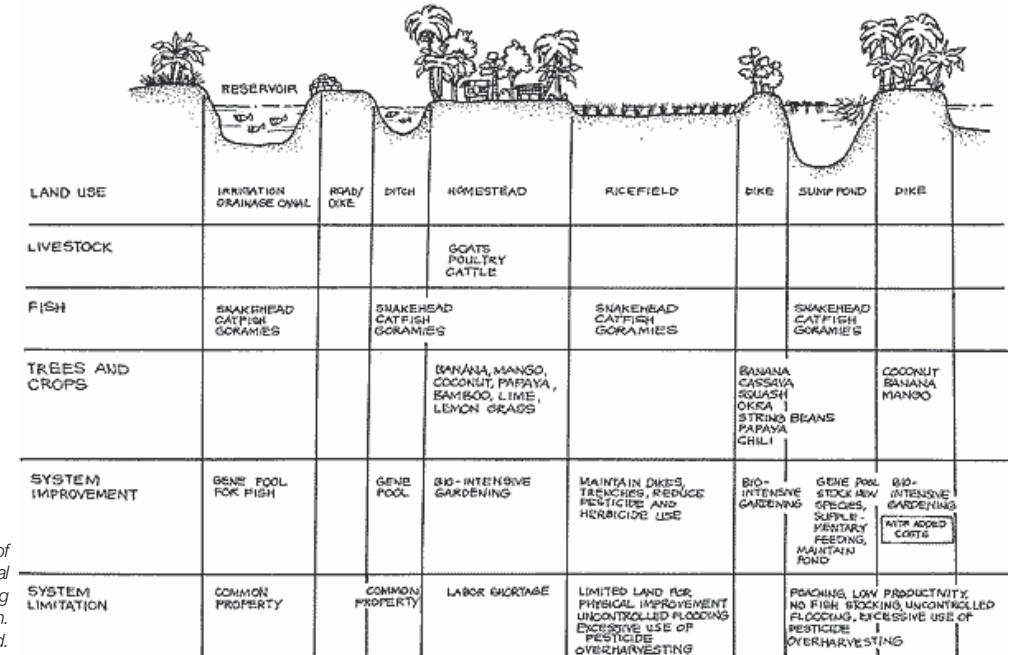 RESERVOIR
LAND USE
IRRIGATION
DRAINAGE CANAL
ROAD/
DIKE
DITCH
HOMESTEAD
RICEFIELD
DIKE
SUMP POND
DIKE
LIVESTOCK
GOATS
POULTRY
CATTLE
FISH
SNAKEHEAD
CATFISH
GORAMIES
SNAKEHEAD
CATFISH
GORAMIES
SNAKEHEAD
CATFISH
GORAMIES
SNAKEHEAD
CATFISH
GORAMIES
TREES AND
CROPS
BANANA, MANGO,
COCONUT, PAPAYA,
BAMBOO, LIME,
LEMON GRASS
BANANA
CASSAVA
SQUASH
OKRA
STRING BEANS
PAPAYA
CHILI
COCONUT
BANANA
MANGO
SYSTEM
IMPROVEMENT
GENE POOL
FOR FISH
GENE
POOL
BIO-INTENSIVE
GARDENING
MAINTAIN DIKES,
TRENCHES, REDUCE
PESTICIDE AND
HERBICIDE USE
BIO-
INTENSIVE
GARDENING
GENE POOL
STOCK NEW
SPECIES,
SUPPLE-
MENTARY
FEEDING,
MAINTAIN
POND
BIO-
INTENSIVE
GARDENING
WITH ADDED
COSTS
SYSTEM
LIMITATION
COMMON
PROPERTY
COMMON
PROPERTY
LABOR SHORTAGE
LIMITED LAND FOR
PHYSICAL IMPROVEMENT
UNCONTROLLED FLOODING
EXCESSIVE USE OF
PESTICIDE
OVERHARVESTING
POACHING, LOW PRODUCTIVITY,
NO FISH STOCKING, UNCONTROLLED
FLOODING, EXCESSIVE USE OF
PESTICIDE
OVERHARVESTING
of
al
ng
n.
d.